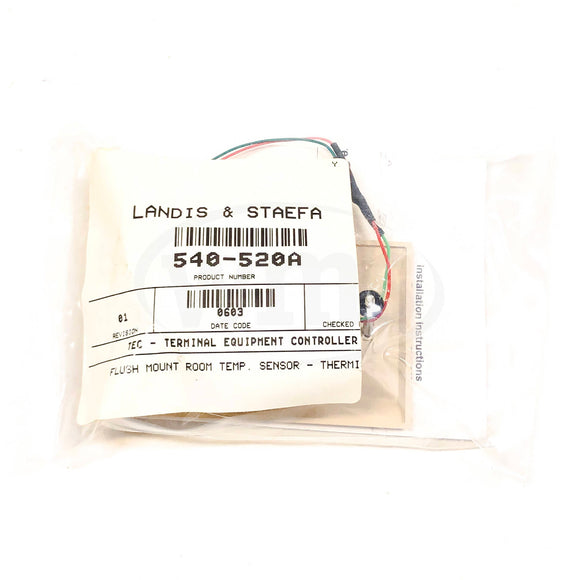 LANDIS & STAEFA
540-520A
PRODUCT NUMBER
01
REVISION
0603
DATE CODE
CHECKED
TEC - TERMINAL EQUIPMENT CONTROLLER
FLUSH MOUNT ROOM TEMP. SENSOR - THERMI
Installation Instructions